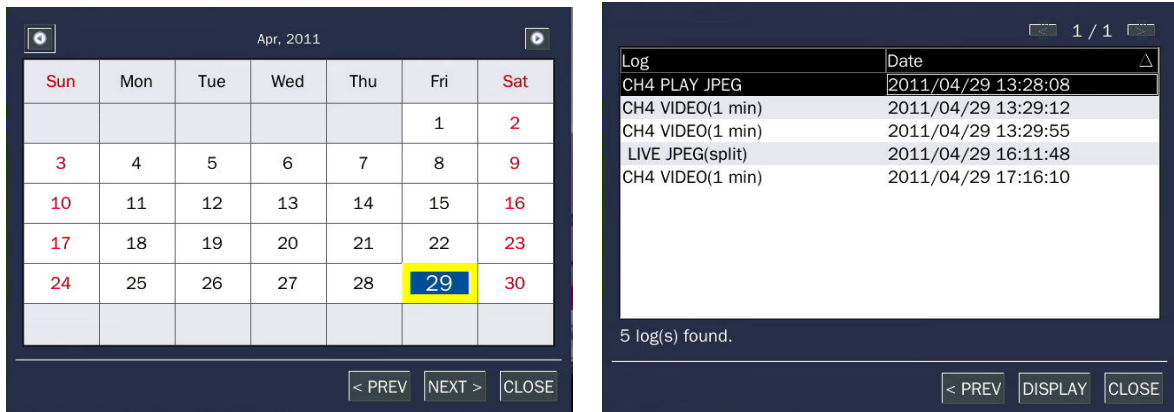 Apr, 2011
Sun Mon Tue Wed Thu Fri Sat
1 2
3 4 5 6 7 8 9
10 11 12 13 14 15 16
17 18 19 20 21 22 23
24 25 26 27 28 29 30
< PREV NEXT > CLOSE
1 / 1
Log Date
CH4 PLAY JPEG 2011/04/29 13:28:08
CH4 VIDEO(1 min) 2011/04/29 13:29:12
CH4 VIDEO(1 min) 2011/04/29 13:29:55
LIVE JPEG(split) 2011/04/29 16:11:48
CH4 VIDEO(1 min) 2011/04/29 17:16:10
5 log(s) found.
< PREV DISPLAY CLOSE